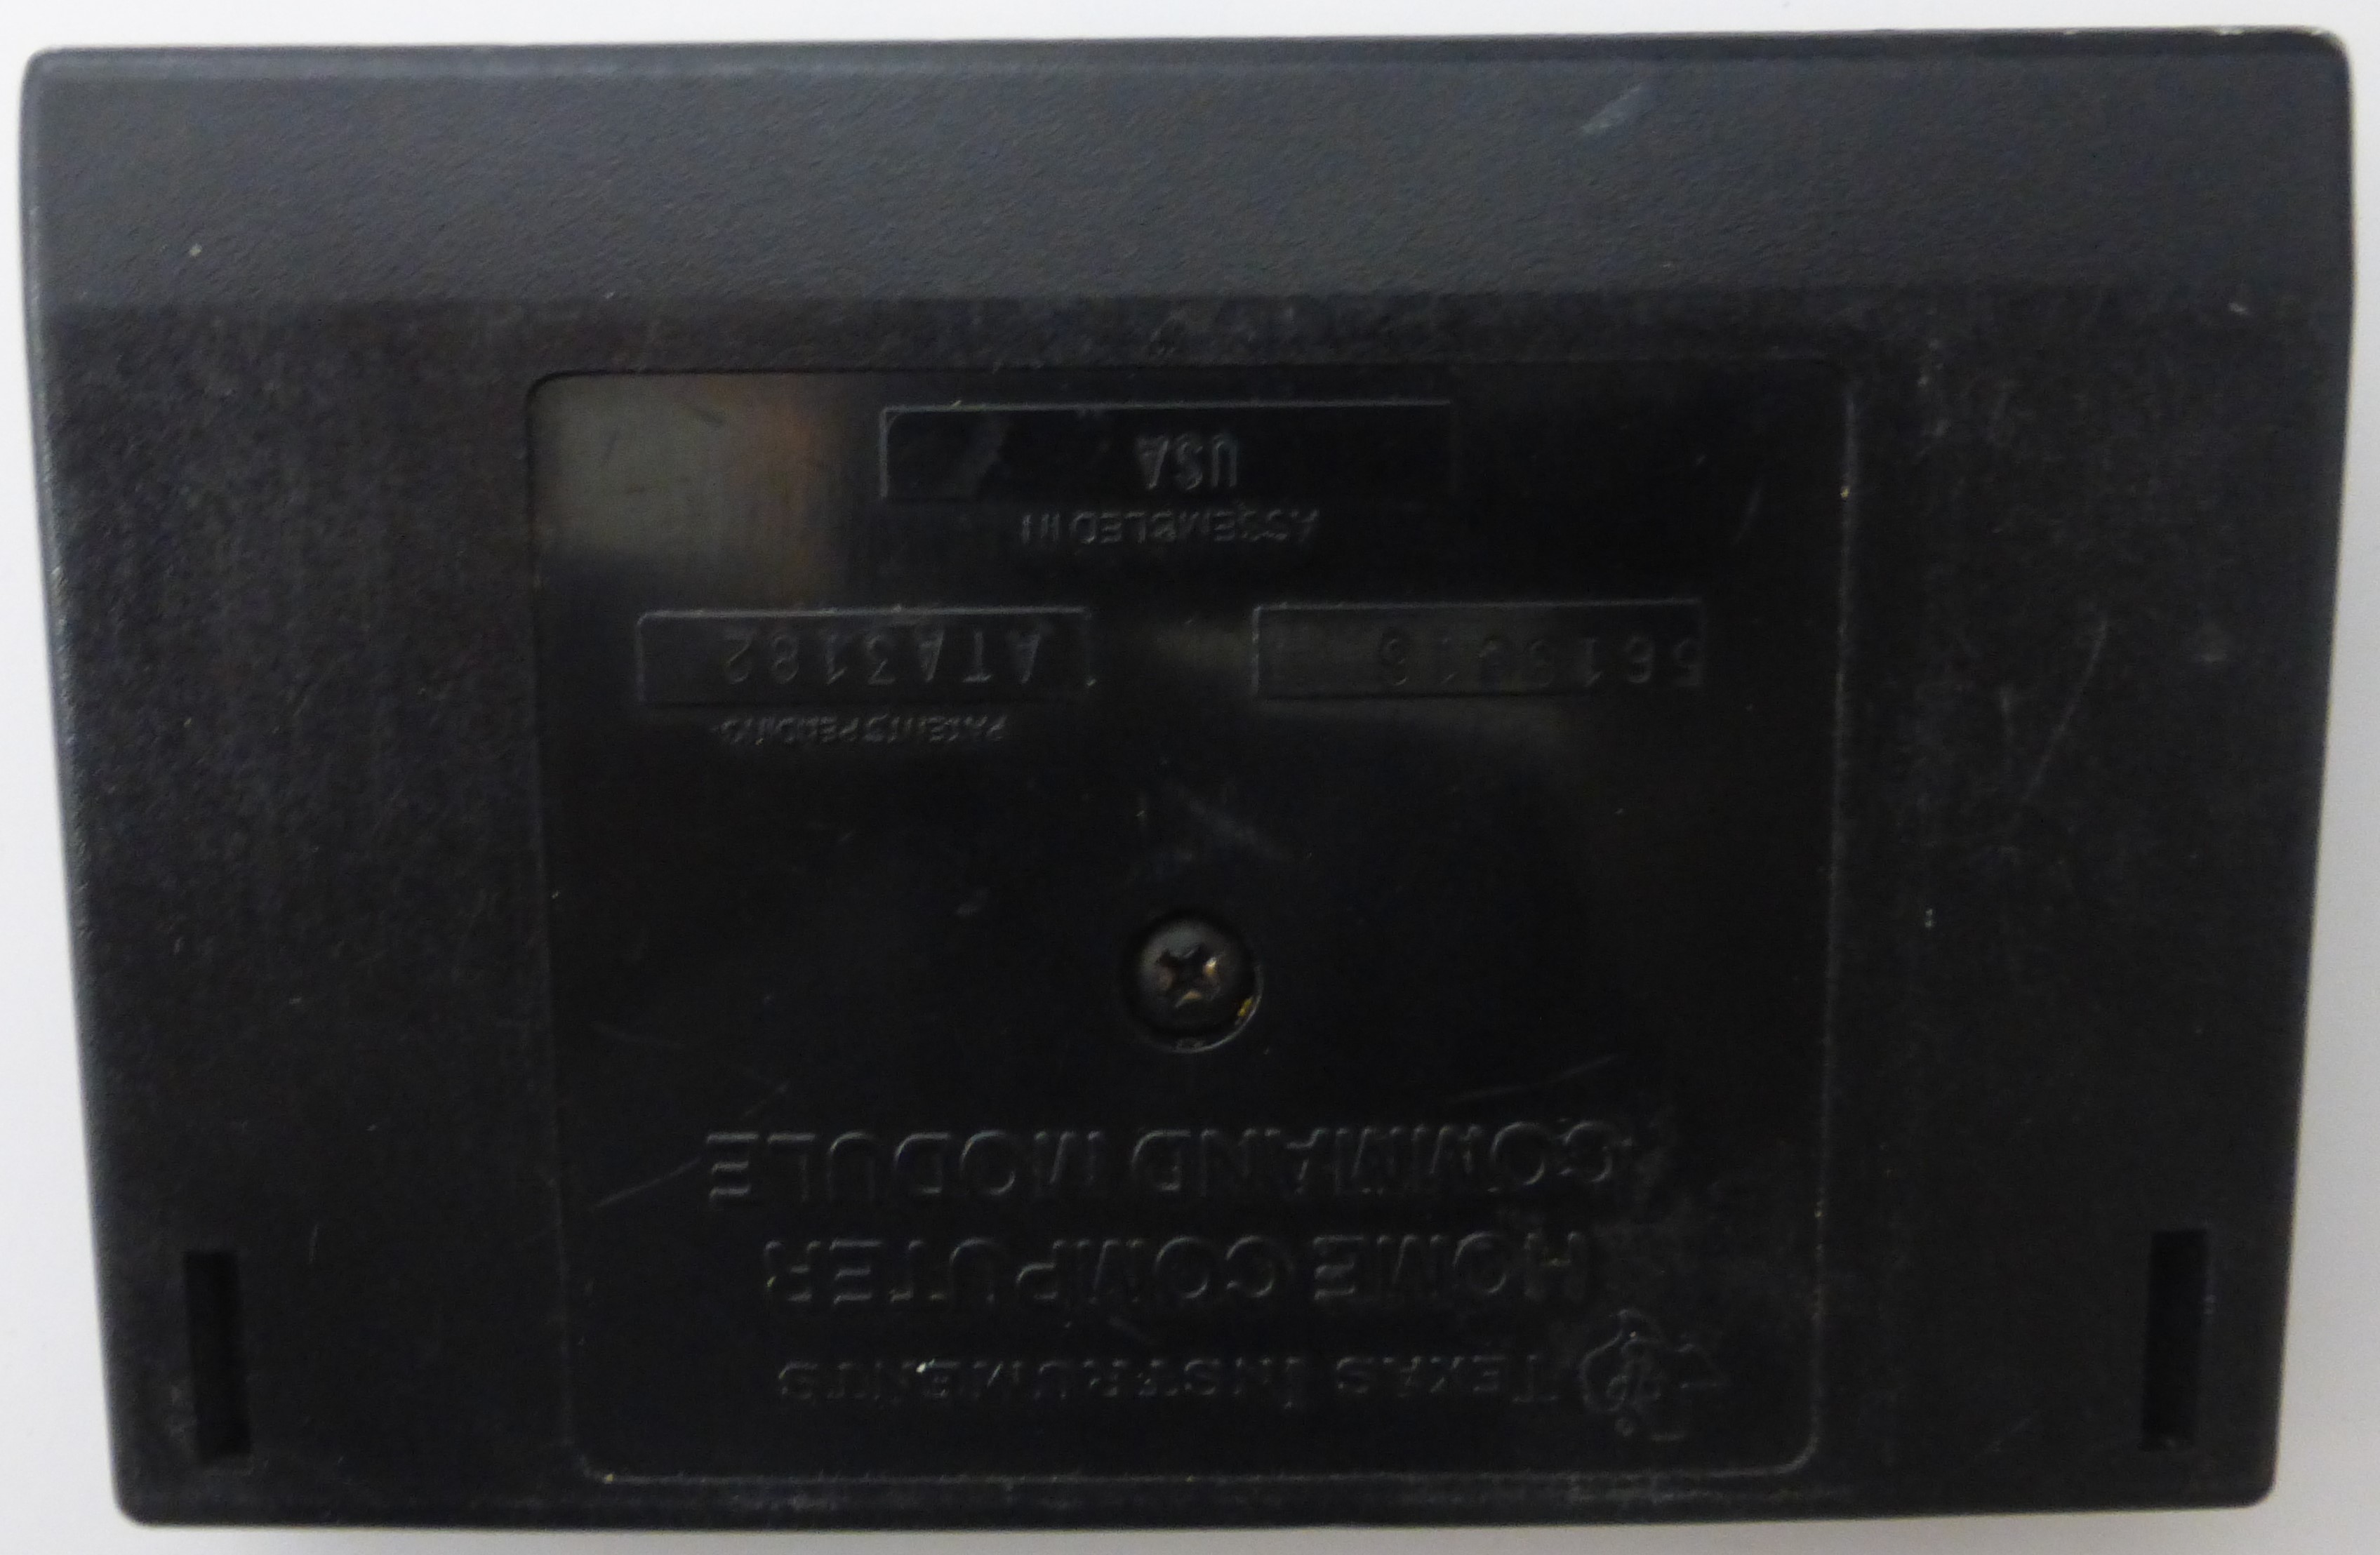 TEXAS INSTRUMENTS
HOME COMPUTER
COMMAND MODULE
PATENTS PENDING
ATA3182
ASSEMBLED IN
USA